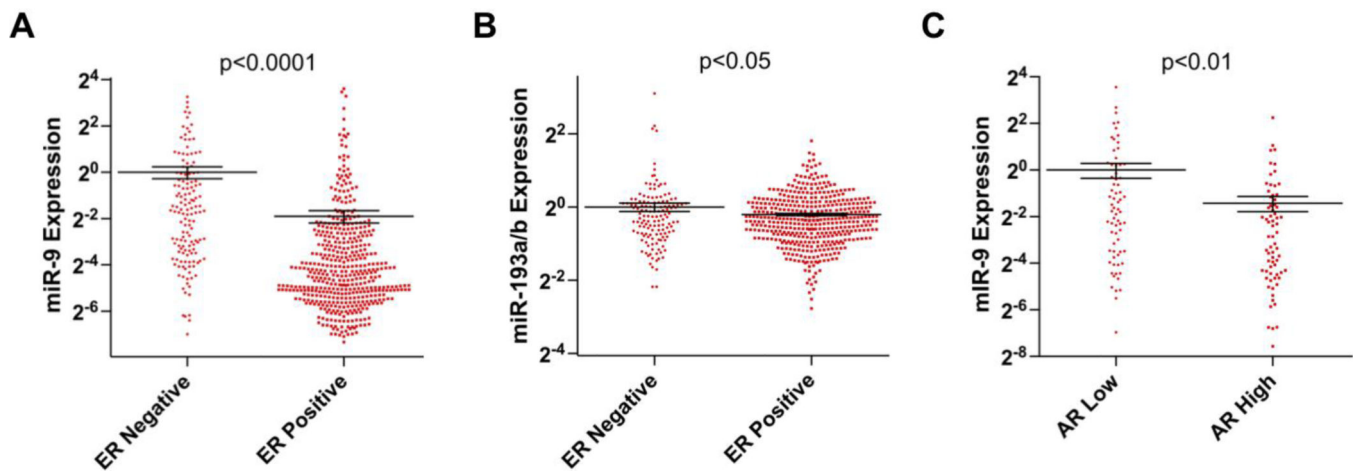 A
p<0.0001
miR-9 Expression
2^4
2^2
2^0
2^-2
2^-4
2^-6
ER Negative
ER Positive
B
p<0.05
miR-193a/b Expression
2^2
2^0
2^-2
2^-4
ER Negative
ER Positive
C
p<0.01
mIR-9 Expression
2^4
2^2
2^0
2^-2
2^-4
2^-6
2^-8
AR Low
AR High